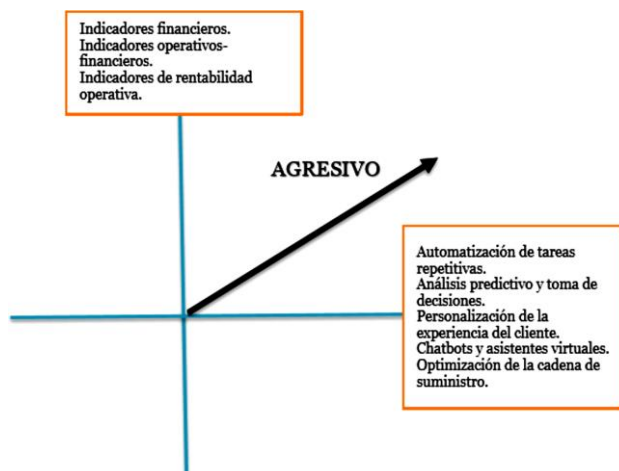 Indicadores financieros.
Indicadores operativos-
financieros.
Indicadores de rentabilidad
operativa.
AGRESIVO
Automatización de tareas
repetitivas.
Análisis predictivo y toma de
decisiones.
Personalización de la
experiencia del cliente.
Chatbots y asistentes virtuales.
Optimización de la cadena de
suministro.